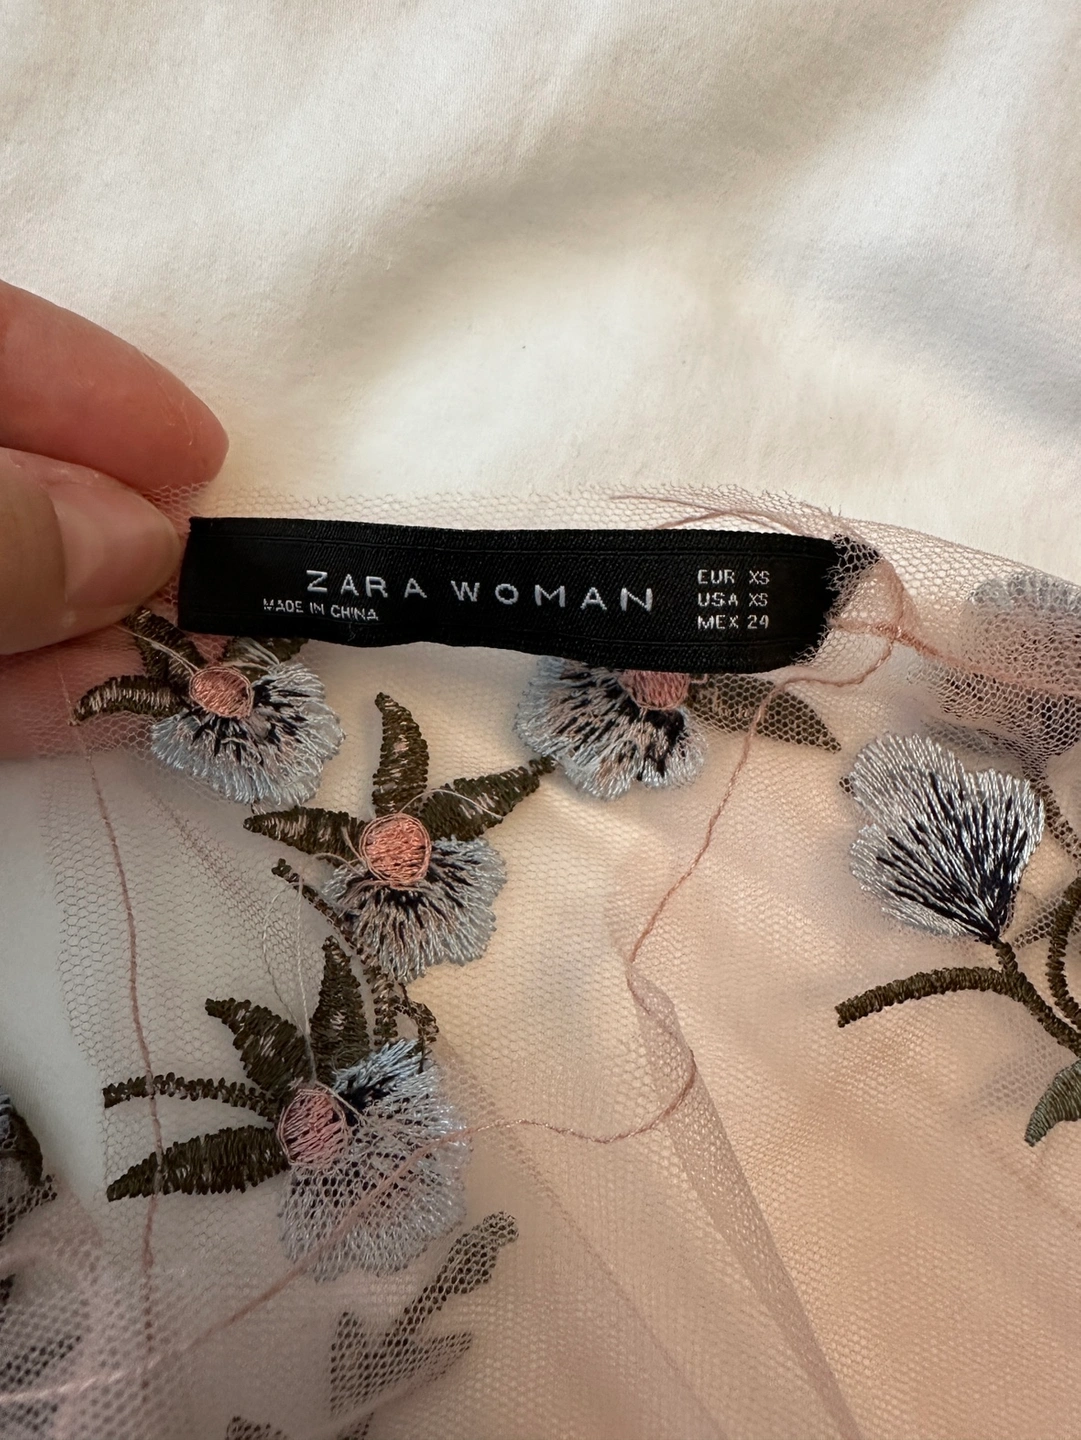 ZARA WOMAN
MADE IN CHINA
EUR XS
USA XS
MEX 24